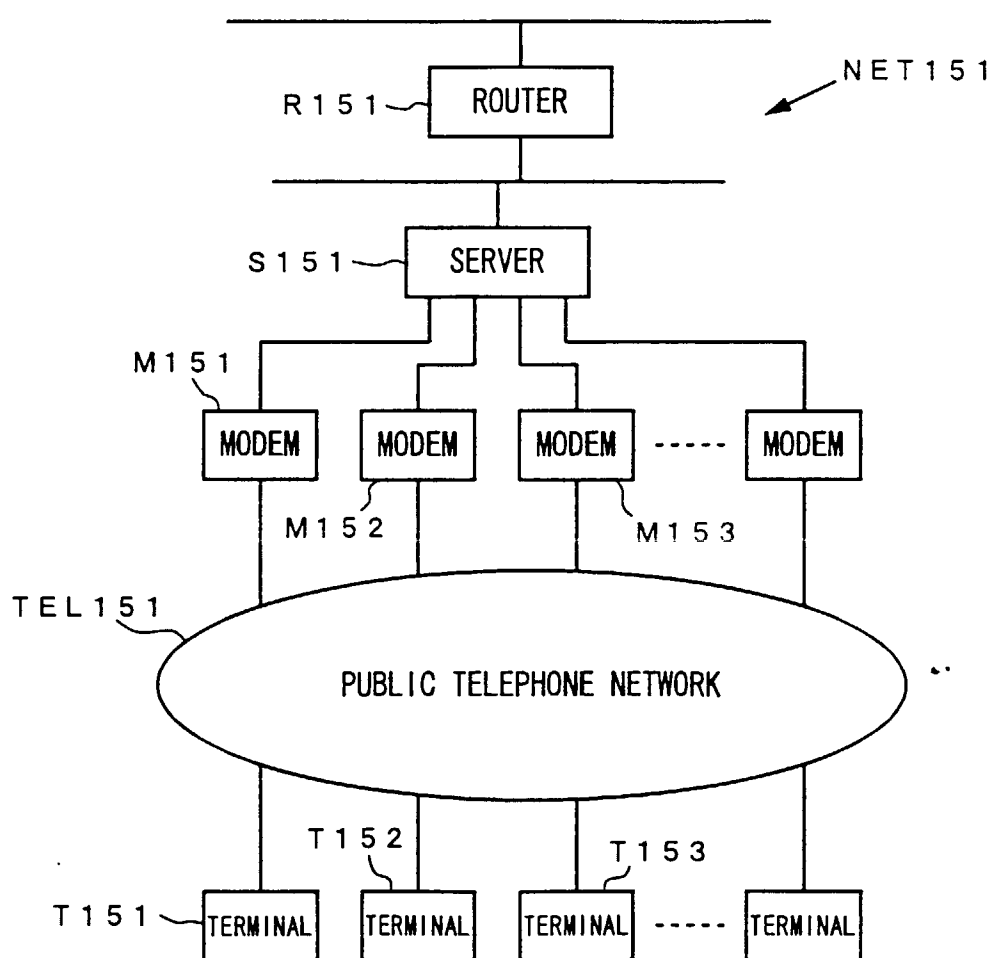 NET151
R151
ROUTER
S151
SERVER
M151
MODEM
MODEM
MODEM
MODEM
M152
M153
TEL151
PUBLIC TELEPHONE NETWORK
T152
T153
T151
TERMINAL
TERMINAL
TERMINAL
TERMINAL